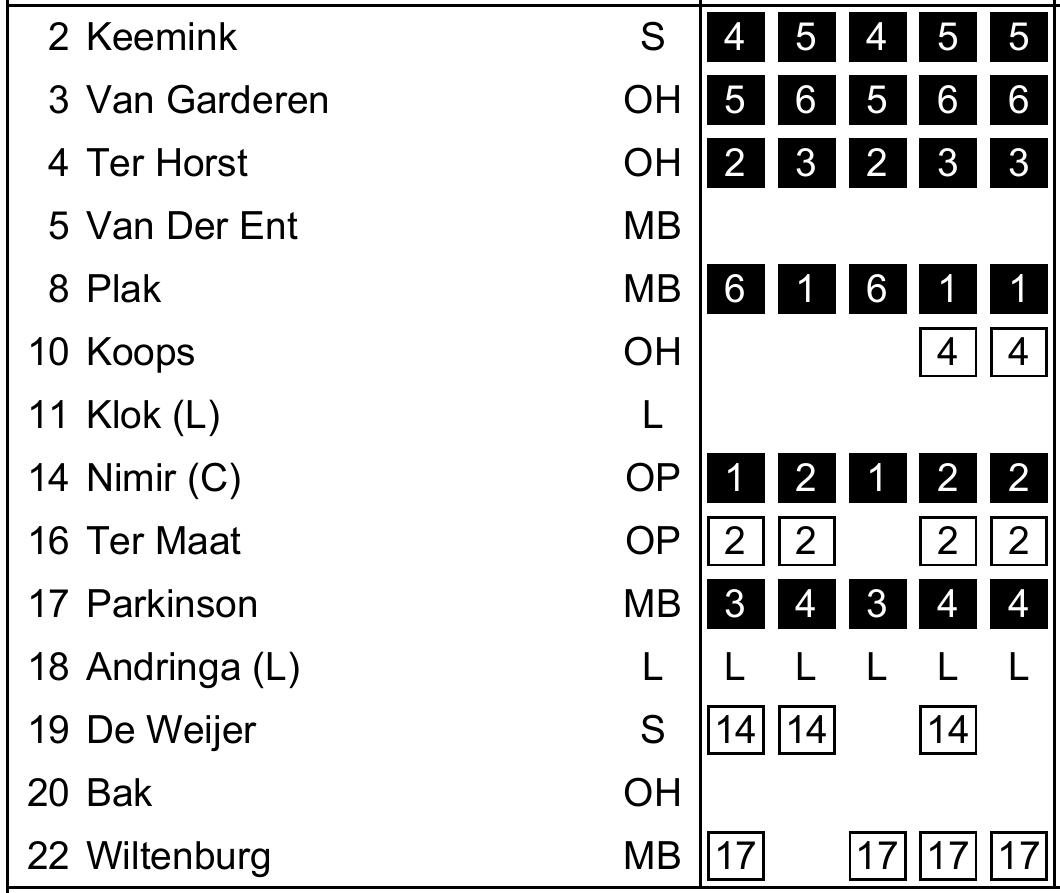 2 Keemink S 4 5 4 5 5
3 Van Garderen OH 5 6 5 6 6
4 Ter Horst OH 2 3 2 3 3
5 Van Der Ent MB
8 Plak MB 6 1 6 1 1
10 Koops OH 4 4
11 Klok (L) L
14 Nimir (C) OP 1 2 1 2 2
16 Ter Maat OP 2 2 2 2
17 Parkinson MB 3 4 3 4 4
18 Andringa (L) L L L L L L
19 De Weijer S 14 14 14
20 Bak OH
22 Wiltenburg MB 17 17 17 17